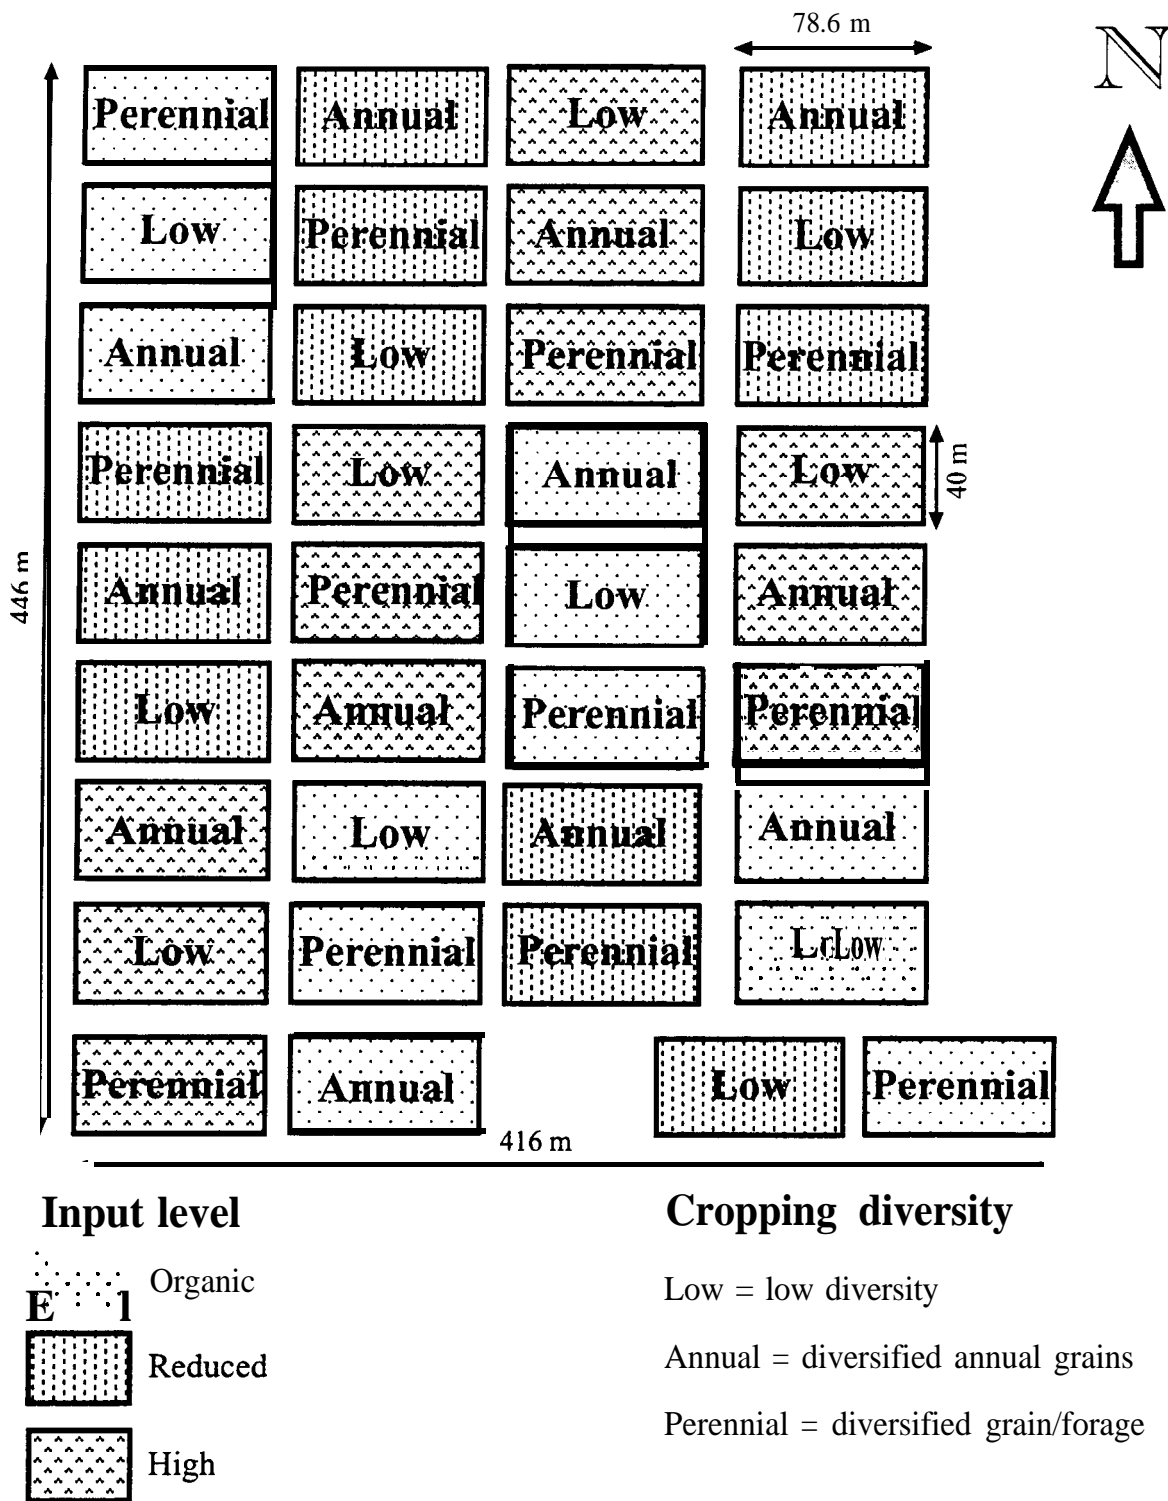 78.6 m
N
Perennial Annual Low Annual
Low Perennial Annual Low
Annual Low Perennial Perennial
Perennial Low Annual Low
40 m
446 m
Annual Perennial Low Annual
Low Annual Perennial Perennial
Annual Low Annual Annual
Low Perennial Perennial Low
Perennial Annual Low Perennial
416 m
Input level
Organic
E l
Reduced
High
Cropping diversity
Low = low diversity
Annual = diversified annual grains
Perennial = diversified grain/forage